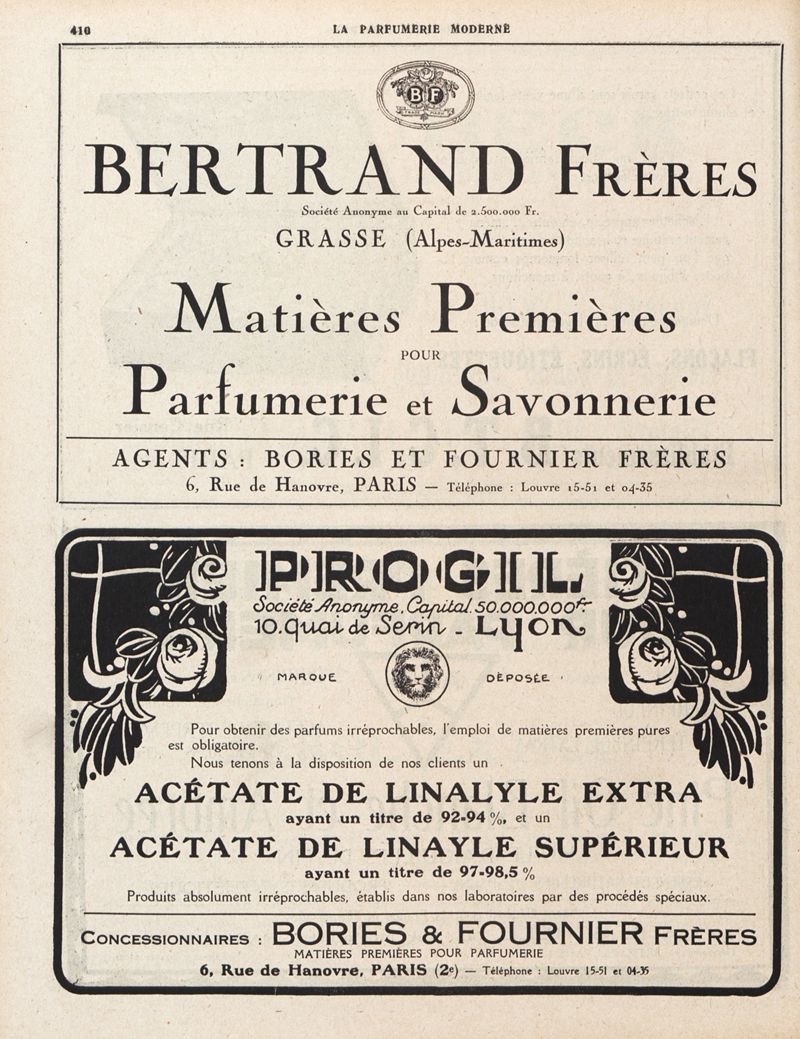 410
LA PARFUMERIE MODERNE
B F
BERTRAND FRÈRES
Société Anonyme au Capital de 2.500.000 Fr.
GRASSE (Alpes-Maritimes)
Matières Premières
POUR
Parfumerie et Savonnerie
AGENTS : BORIES ET FOURNIER FRÈRES
6, Rue de Hanovre, PARIS — Téléphone : Louvre 15-51 et 04-35
PROGIL
Société Anonyme, Capital 50.000.000fr
10. quai de Serin - Lyon
MARQUE DÉPOSÉE
Pour obtenir des parfums irréprochables, l'emploi de matières premières pures
est obligatoire.
Nous tenons à la disposition de nos clients un
ACÉTATE DE LINALYLE EXTRA
ayant un titre de 92-94 %, et un
ACÉTATE DE LINAYLE SUPÉRIEUR
ayant un titre de 97-98,5 %
Produits absolument irréprochables, établis dans nos laboratoires par des procédés spéciaux.
CONCESSIONNAIRES : BORIES & FOURNIER FRÈRES
MATIÈRES PREMIÈRES POUR PARFUMERIE
6, Rue de Hanovre, PARIS (2e) — Téléphone : Louvre 15-51 et 04-35